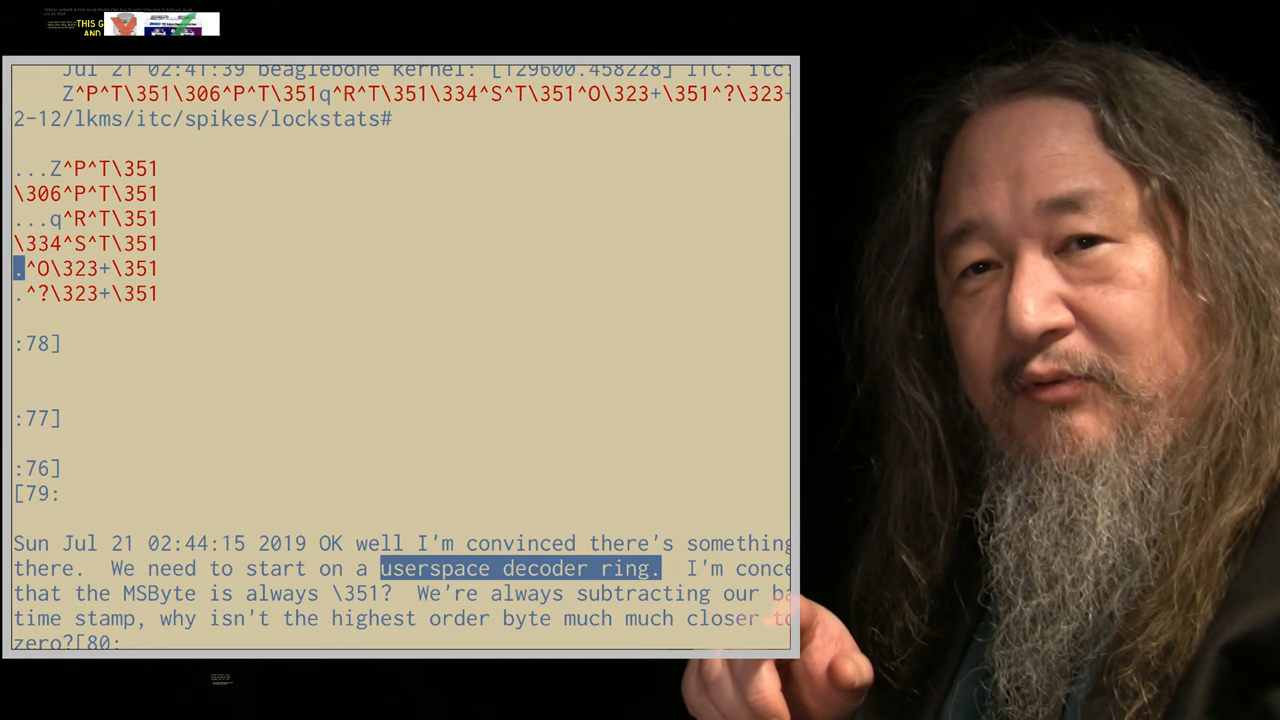 THIS G
AND
Jul 21 02:41:39 beaglebone kernel: [129600.458228] ITC: itc
Z^P^T\351\306^P^T\351q^R^T\351\334^S^T\351^O\323+\351^?\323+
2-12/lkms/itc/spikes/lockstats#
...Z^P^T\351
\306^P^T\351
...q^R^T\351
\334^S^T\351
.^O\323+\351
.^?\323+\351
:78]
:77]
:76]
[79:
Sun Jul 21 02:44:15 2019 OK well I'm convinced there's something
there.  We need to start on a userspace decoder ring.  I'm conce
that the MSByte is always \351?  We're always subtracting our ba
time stamp, why isn't the highest order byte much much closer to
zero?[80: